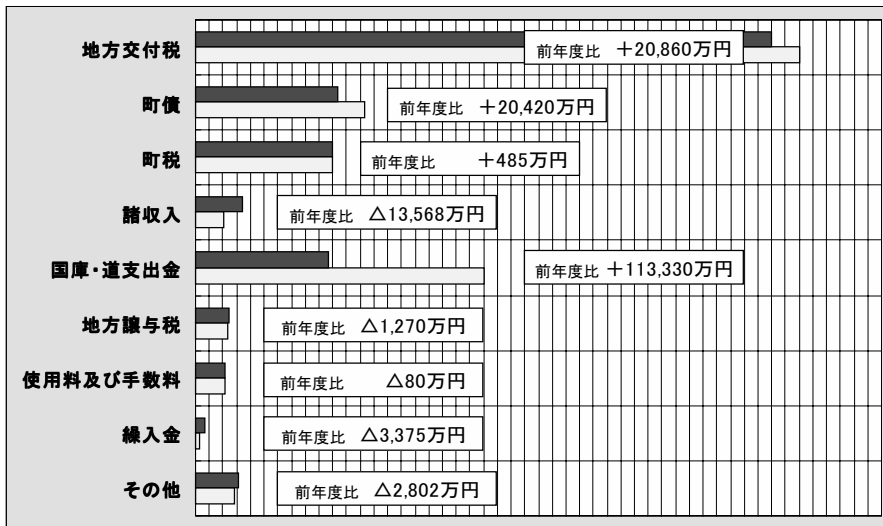 地方交付税 前年度比 +20,860万円
町債 前年度比 +20,420万円
町税 前年度比 +485万円
諸収入 前年度比 △13,568万円
国庫・道支出金 前年度比 +113,330万円
地方譲与税 前年度比 △1,270万円
使用料及び手数料 前年度比 △80万円
繰入金 前年度比 △3,375万円
その他 前年度比 △2,802万円